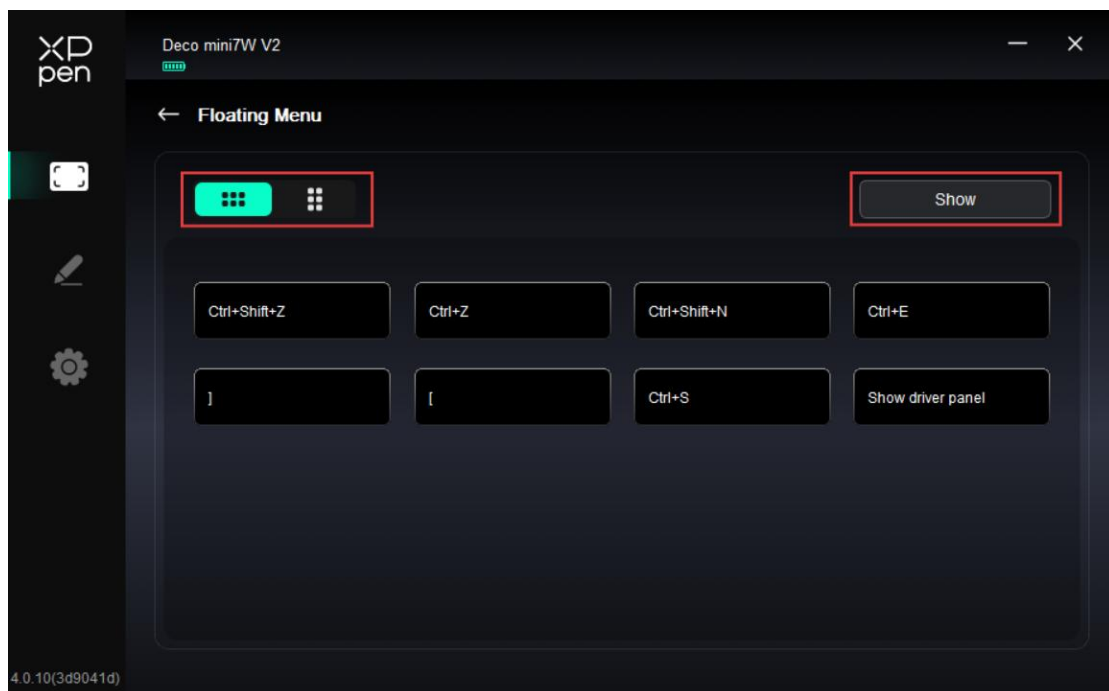 XP
pen
Deco mini7W V2
Floating Menu
Show
Ctrl+Shift+Z
Ctrl+Z
Ctrl+Shift+N
Ctrl+E
]
[
Ctrl+S
Show driver panel
4.0.10(3d9041d)